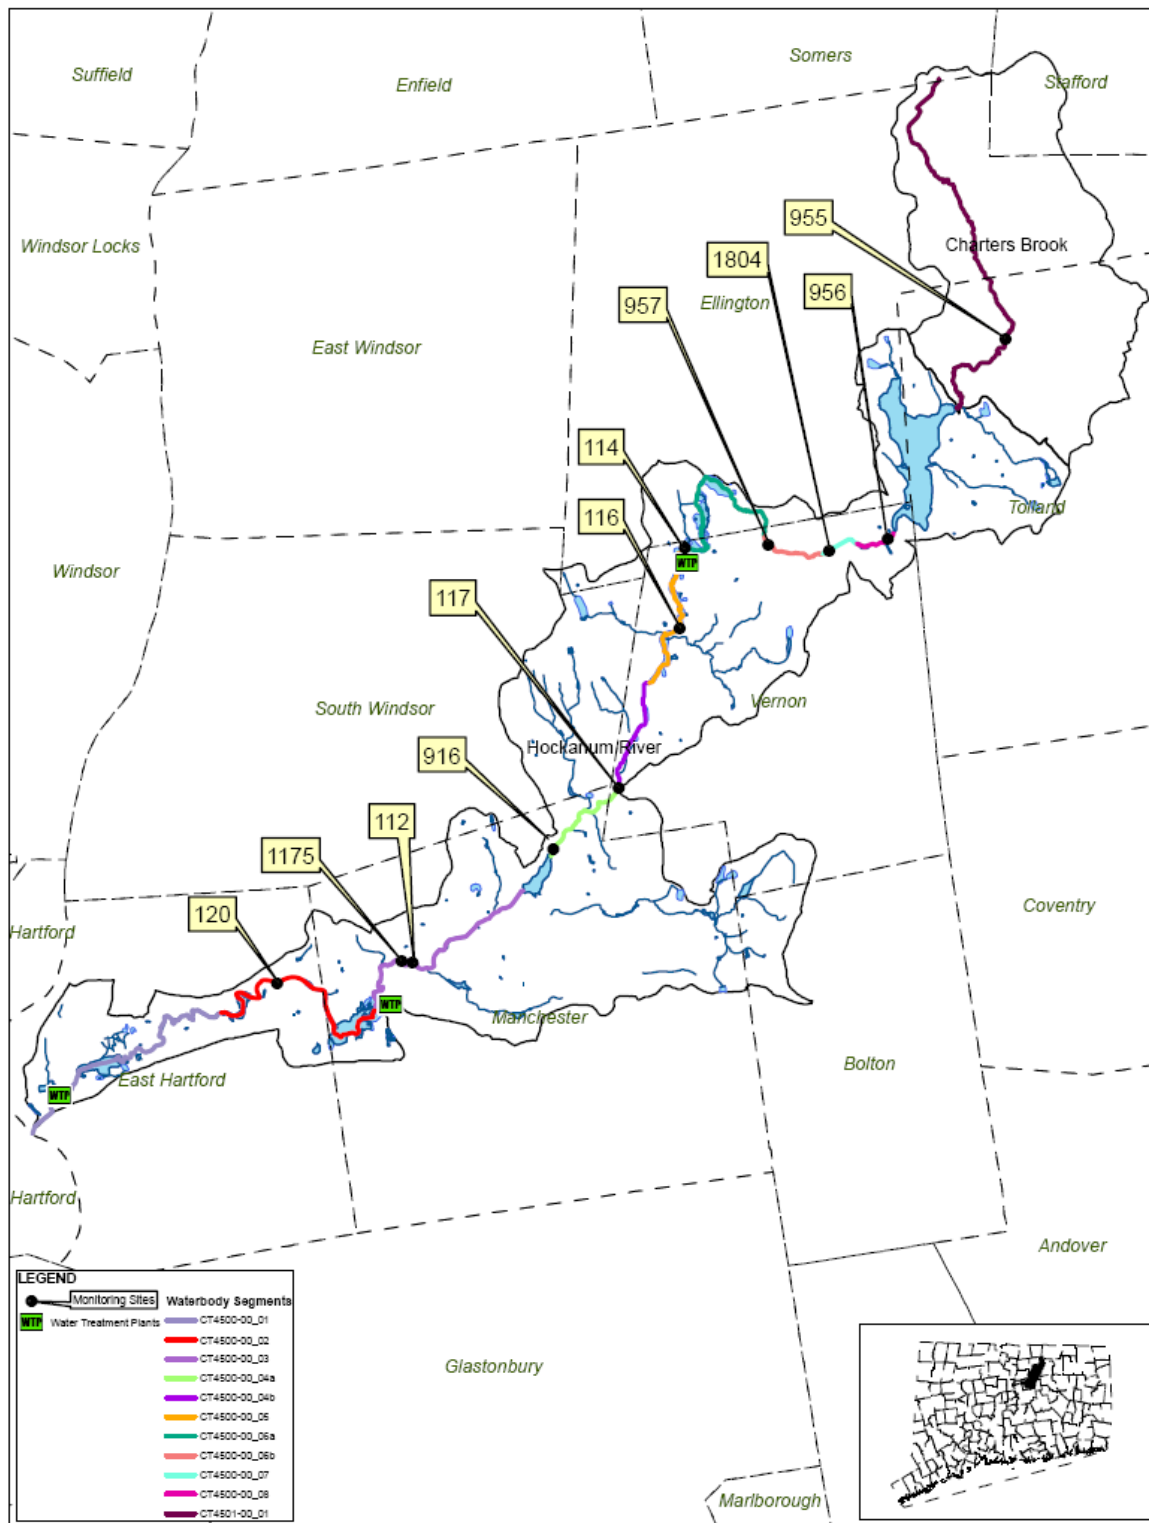 Somers
Suffield
Enfield
Stafford
955
Windsor Locks
Charters Brook
1804
Ellington
956
957
East Windsor
114
116
Tolland
Windsor
WTP
117
Vernon
South Windsor
Hockanum River
916
112
1175
120
Hartford
Coventry
WTP
Manchester
Bolton
East Hartford
WTP
Hartford
Andover
LEGEND
Monitoring Sites
WTP Water Treatment Plants
Waterbody Segments
CT4500-00_01
CT4500-00_02
CT4500-00_03
CT4500-00_04a
CT4500-00_04b
CT4500-00_05
CT4500-00_06a
CT4500-00_06b
CT4500-00_07
CT4500-00_08
CT4501-00_01
Glastonbury
Marlborough